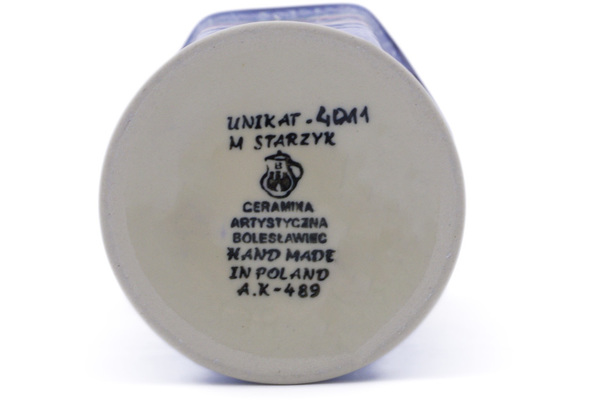 UNIKAT-4011
M STARZYK
CERAMIKA
ARTYSTYCZNA
BOLESŁAWIEC
HAND MADE
IN POLAND
A.K-489